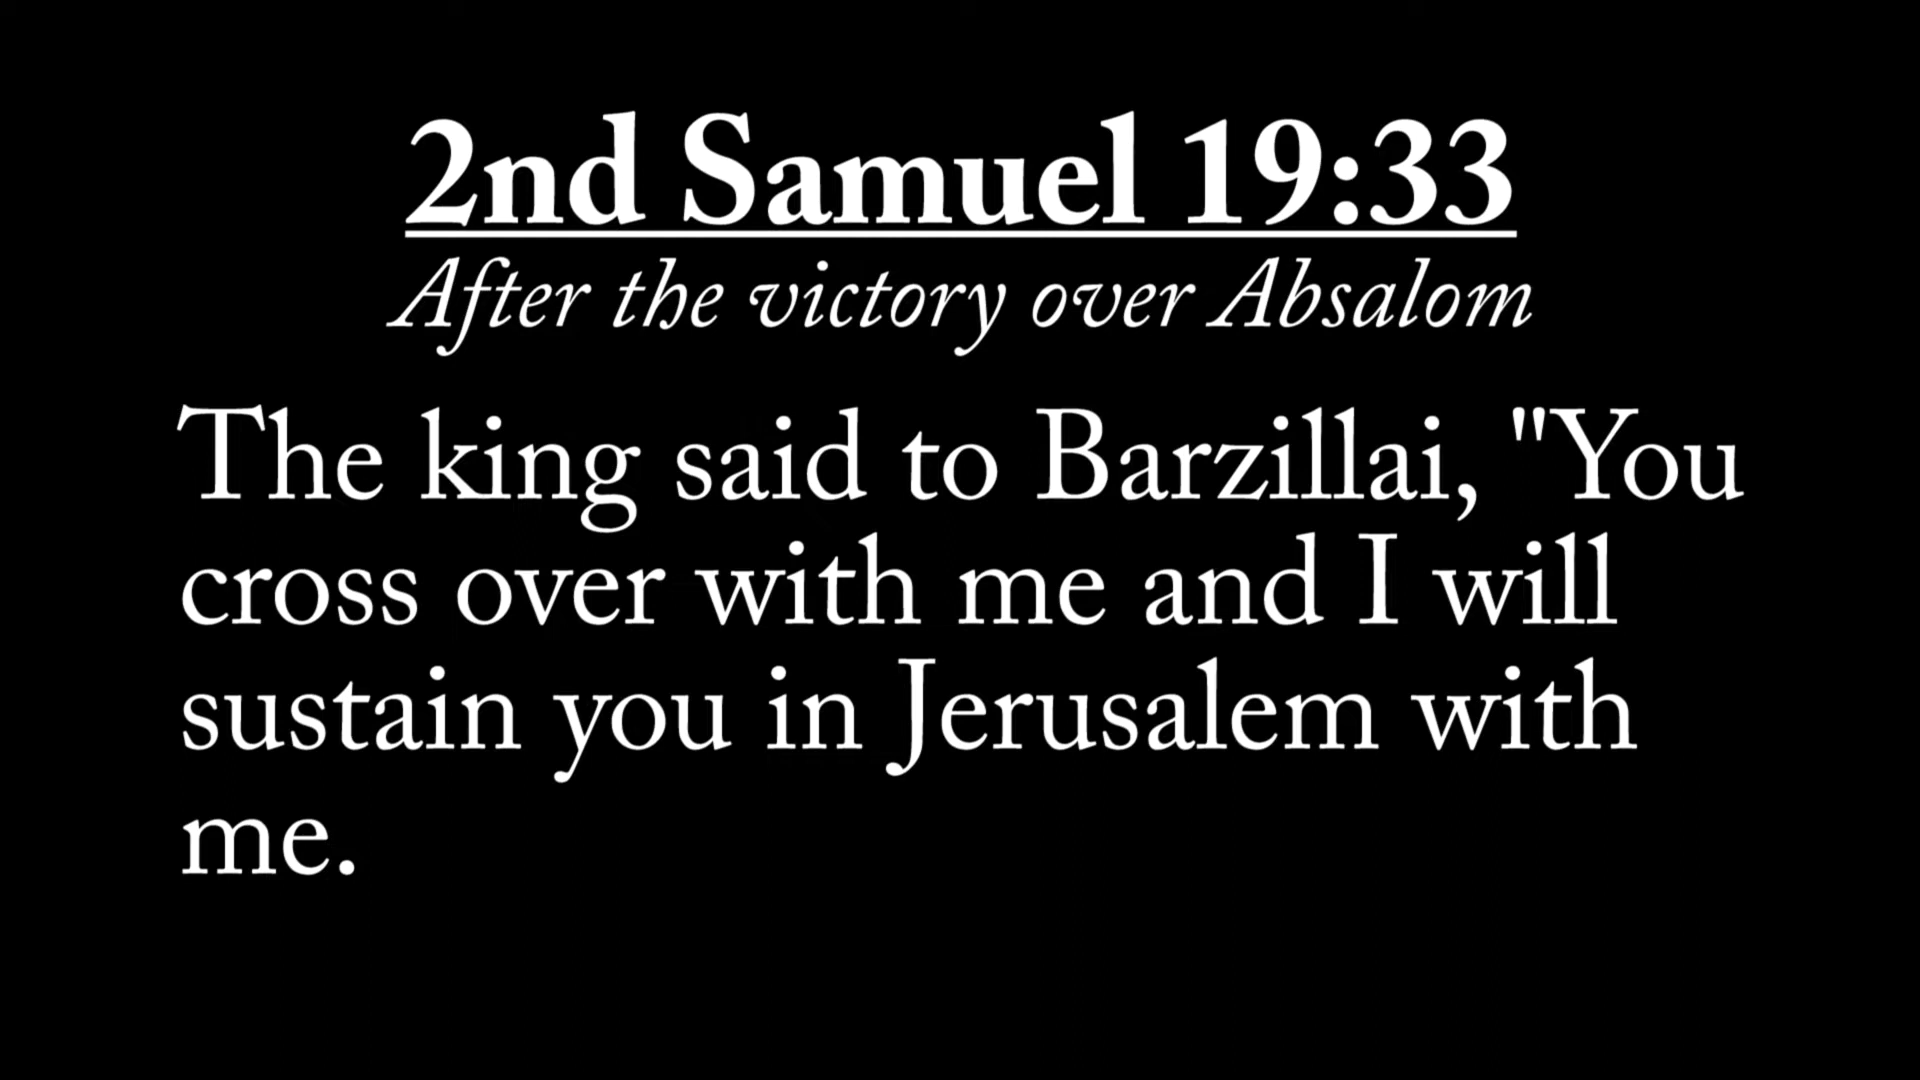 2nd Samuel 19:33
After the victory over Absalom
The king said to Barzillai, "You
cross over with me and I will
sustain you in Jerusalem with
me.